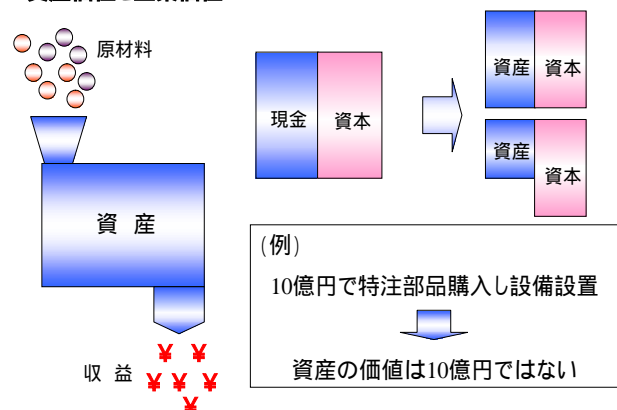 原材料
資 産
収 益
¥ ¥
¥ ¥ ¥
¥
現金
資本
資産
資本
資産
資本
(例)
10億円で特注部品購入し設備設置
資産の価値は10億円ではない